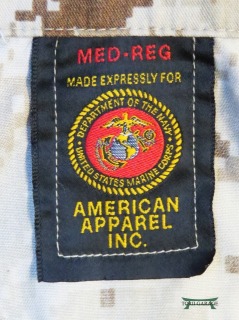 MED-REG
MADE EXPRESSLY FOR
DEPARTMENT OF THE NAVY
UNITED STATES MARINE CORPS
AMERICAN
APPAREL
INC.